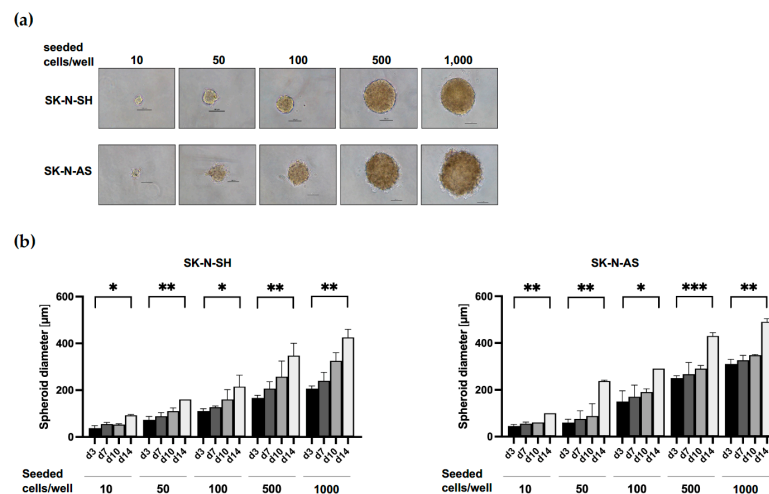 (a)
seeded
cells/well 10 50 100 500 1,000
SK-N-SH
SK-N-AS
(b)
SK-N-SH
* ** * ** **
Spheroid diameter [µm]
600
400
200
0
d3 d7 d10 d14 d3 d7 d10 d14 d3 d7 d10 d14 d3 d7 d10 d14 d3 d7 d10 d14
Seeded
cells/well 10 50 100 500 1000
SK-N-AS
** ** * *** **
Spheroid diameter [µm]
600
400
200
0
d3 d7 d10 d14 d3 d7 d10 d14 d3 d7 d10 d14 d3 d7 d10 d14 d3 d7 d10 d14
Seeded
cells/well 10 50 100 500 1000